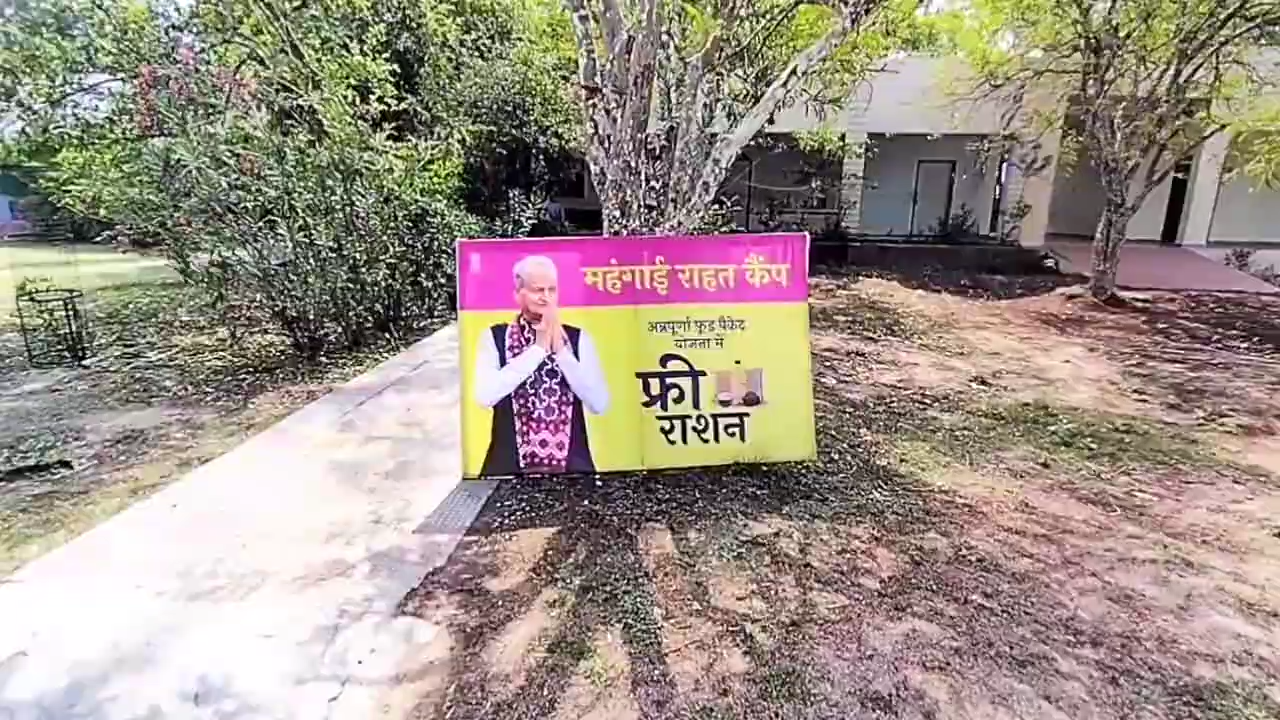 महंगाई राहत कैंप
अन्नपूर्णा फूड पैकेट
योजना में
फ्री
राशन